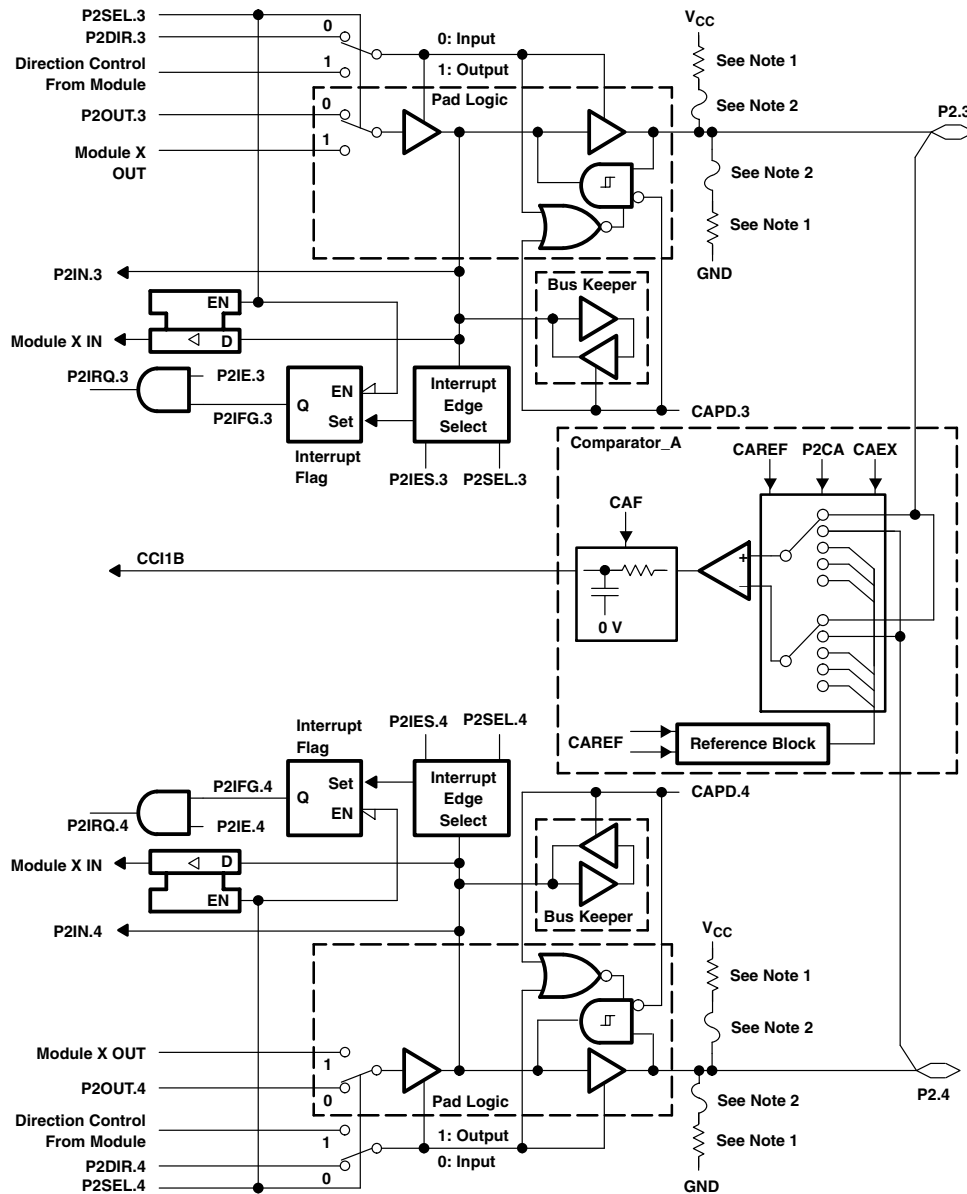 P2SEL.3
P2DIR.3
0
Direction Control
From Module
1
0: Input
1: Output
P2OUT.3
0
Module X
OUT
1
Pad Logic
VCC
See Note 1
See Note 2
P2.3
See Note 2
See Note 1
GND
P2IN.3
Bus Keeper
EN
Module X IN
D
P2IRQ.3
P2IE.3
P2IFG.3
Q
EN
Set
Interrupt
Flag
Interrupt
Edge
Select
P2IES.3
P2SEL.3
CAPD.3
Comparator_A
CAREF
P2CA
CAEX
CAF
CCI1B
+
−
0 V
CAREF
Reference Block
Interrupt
Flag
P2IES.4
P2SEL.4
P2IFG.4
Q
Set
EN
Interrupt
Edge
Select
P2IRQ.4
P2IE.4
CAPD.4
Module X IN
D
EN
Bus Keeper
P2IN.4
VCC
See Note 1
See Note 2
Module X OUT
1
P2OUT.4
0
Pad Logic
P2.4
See Note 2
See Note 1
GND
Direction Control
From Module
1
P2DIR.4
0
P2SEL.4
1: Output
0: Input